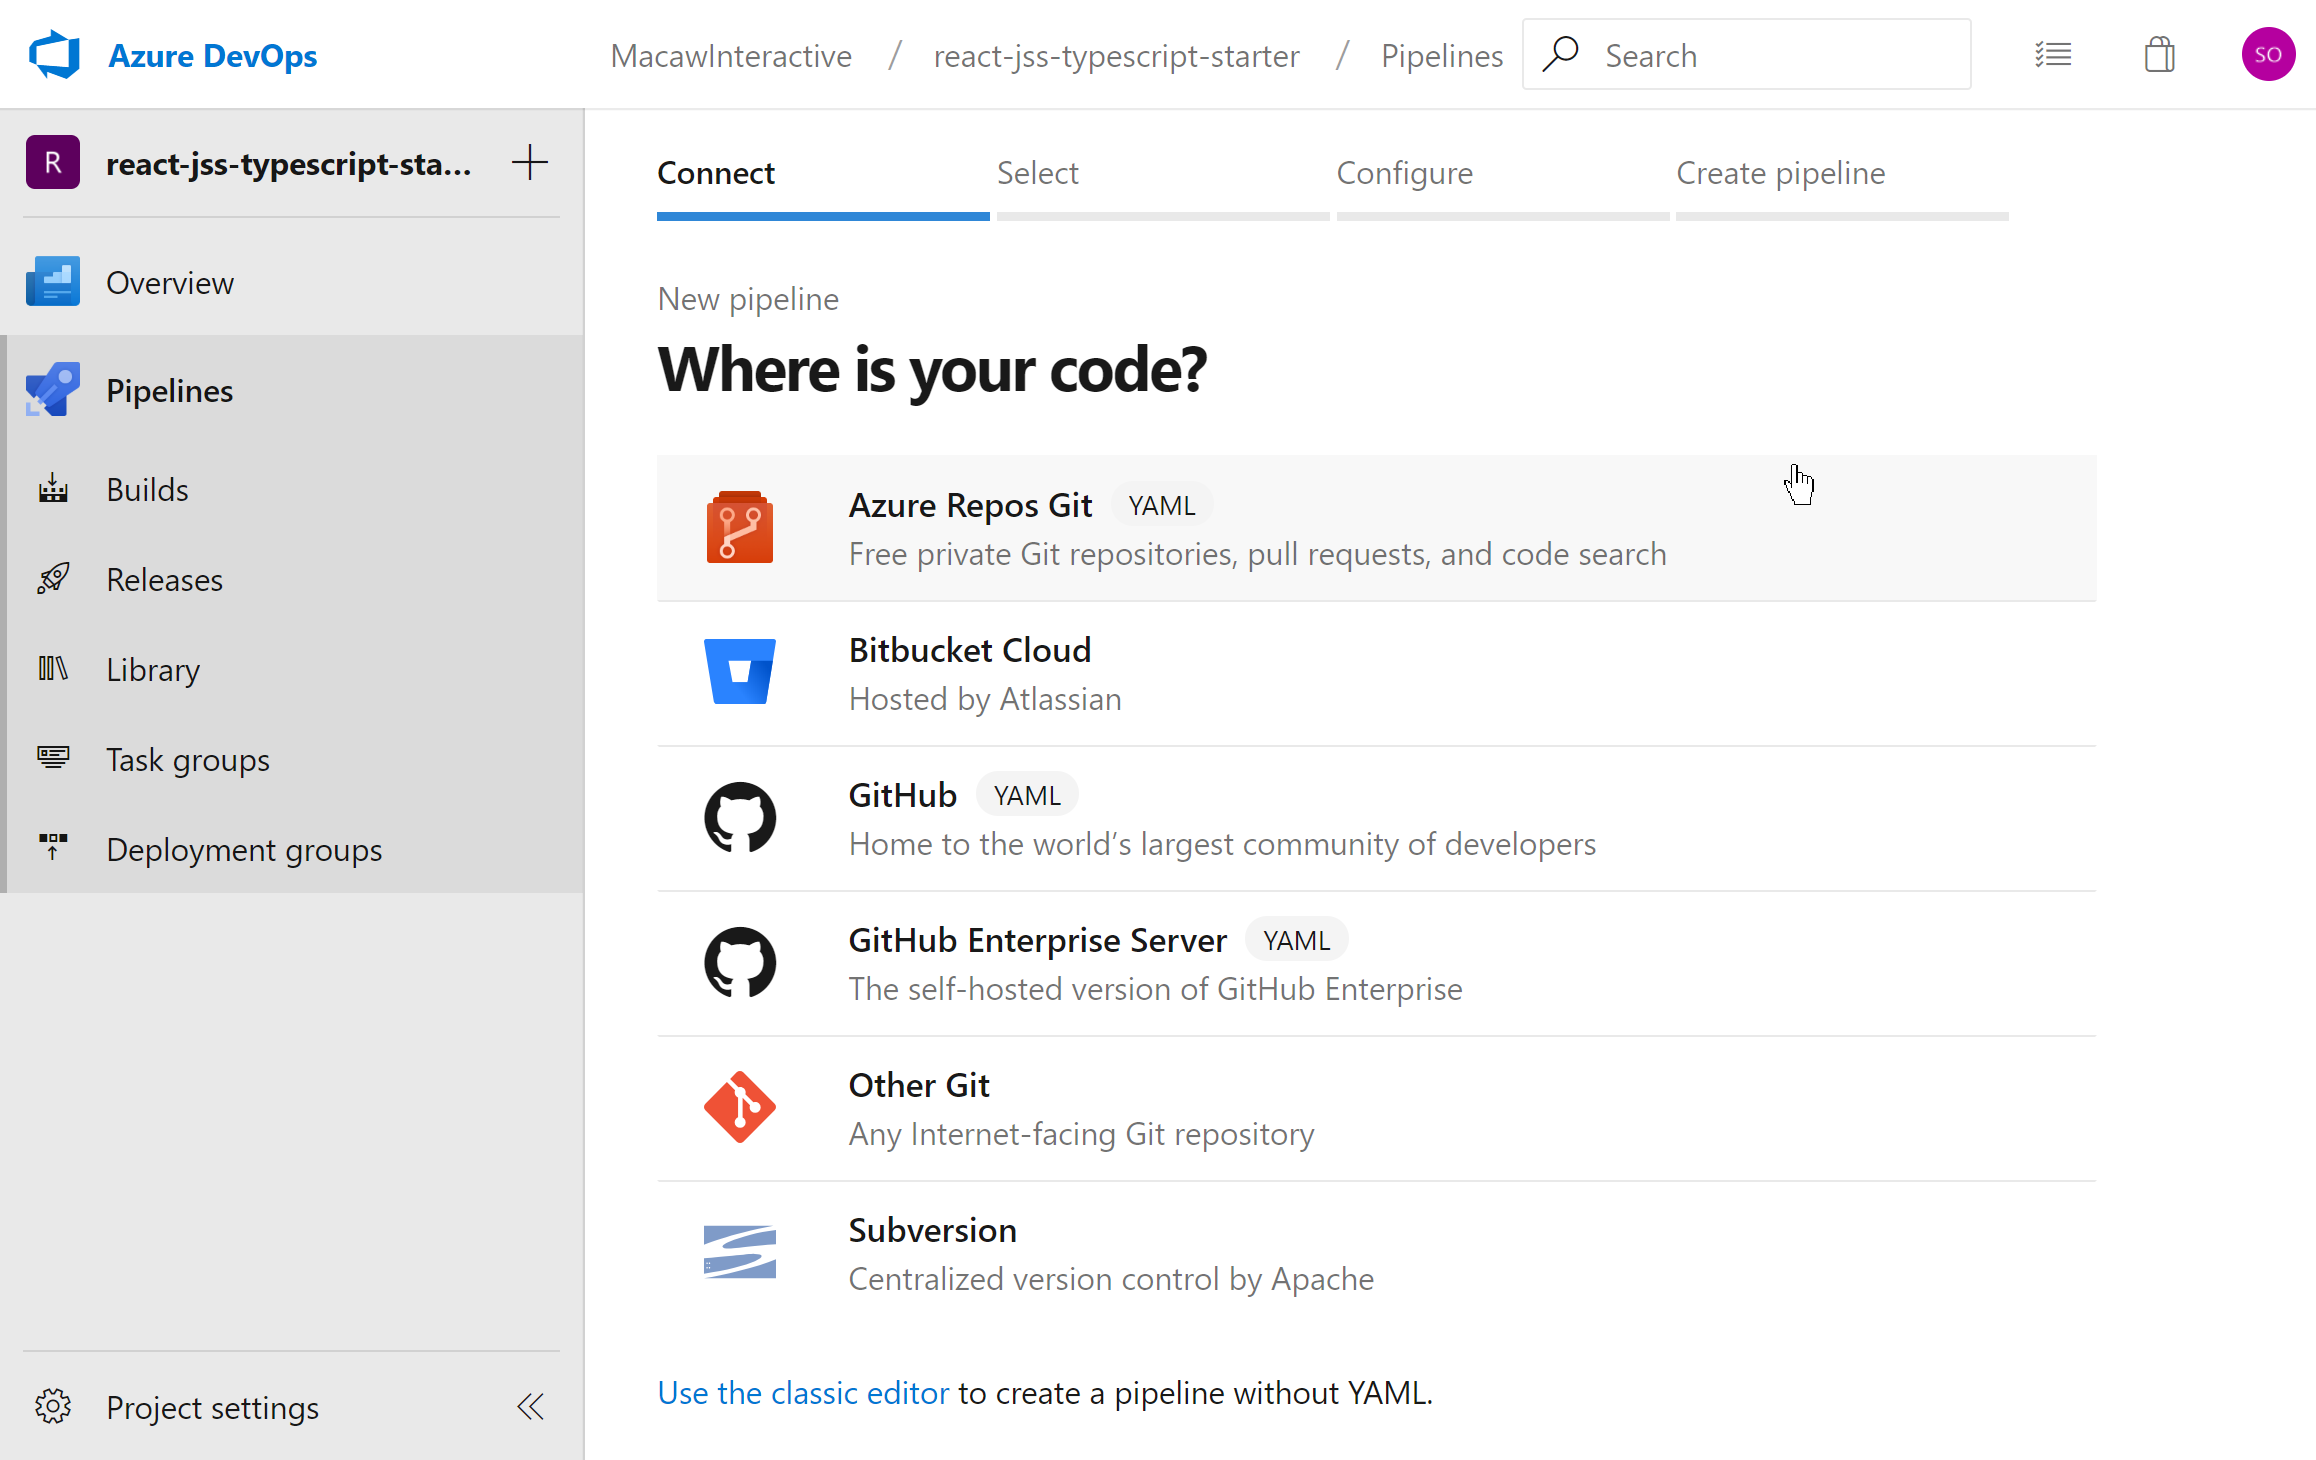 Azure DevOps
MacawInteractive / react-jss-typescript-starter / Pipelines
Search
SO
R
react-jss-typescript-sta...
Overview
Pipelines
Builds
Releases
Library
Task groups
Deployment groups
Project settings
Connect
Select
Configure
Create pipeline
New pipeline
Where is your code?
Azure Repos Git YAML
Free private Git repositories, pull requests, and code search
Bitbucket Cloud
Hosted by Atlassian
GitHub YAML
Home to the world’s largest community of developers
GitHub Enterprise Server YAML
The self-hosted version of GitHub Enterprise
Other Git
Any Internet-facing Git repository
Subversion
Centralized version control by Apache
Use the classic editor to create a pipeline without YAML.